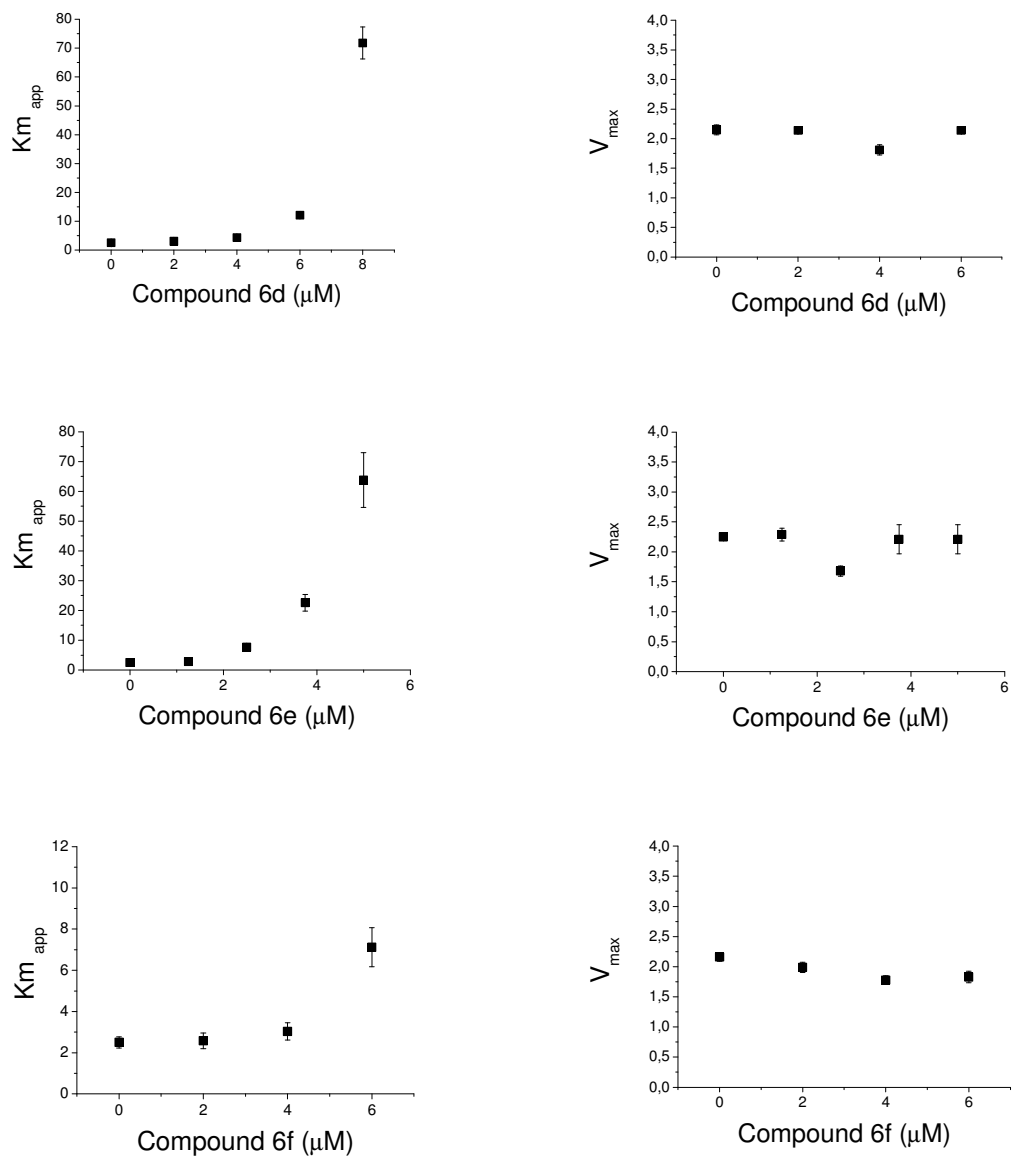 80
70
60
50
40
30
20
10
0
Km app
0 2 4 6 8
Compound 6d (μM)
4,0
3,5
3,0
2,5
2,0
1,5
1,0
0,5
0,0
V max
0 2 4 6
Compound 6d (μM)
80
70
60
50
40
30
20
10
0
Km app
0 2 4 6
Compound 6e (μM)
4,0
3,5
3,0
2,5
2,0
1,5
1,0
0,5
0,0
V max
0 2 4 6
Compound 6e (μM)
12
10
8
6
4
2
0
Km app
0 2 4 6
Compound 6f (μM)
4,0
3,5
3,0
2,5
2,0
1,5
1,0
0,5
0,0
V max
0 2 4 6
Compound 6f (μM)